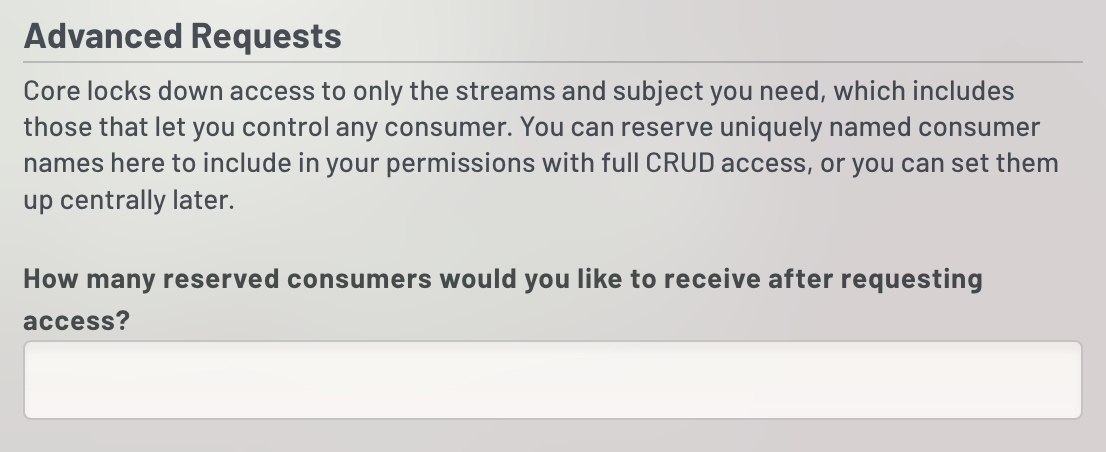 Advanced Requests
Core locks down access to only the streams and subject you need, which includes
those that let you control any consumer. You can reserve uniquely named consumer
names here to include in your permissions with full CRUD access, or you can set them
up centrally later.
How many reserved consumers would you like to receive after requesting
access?